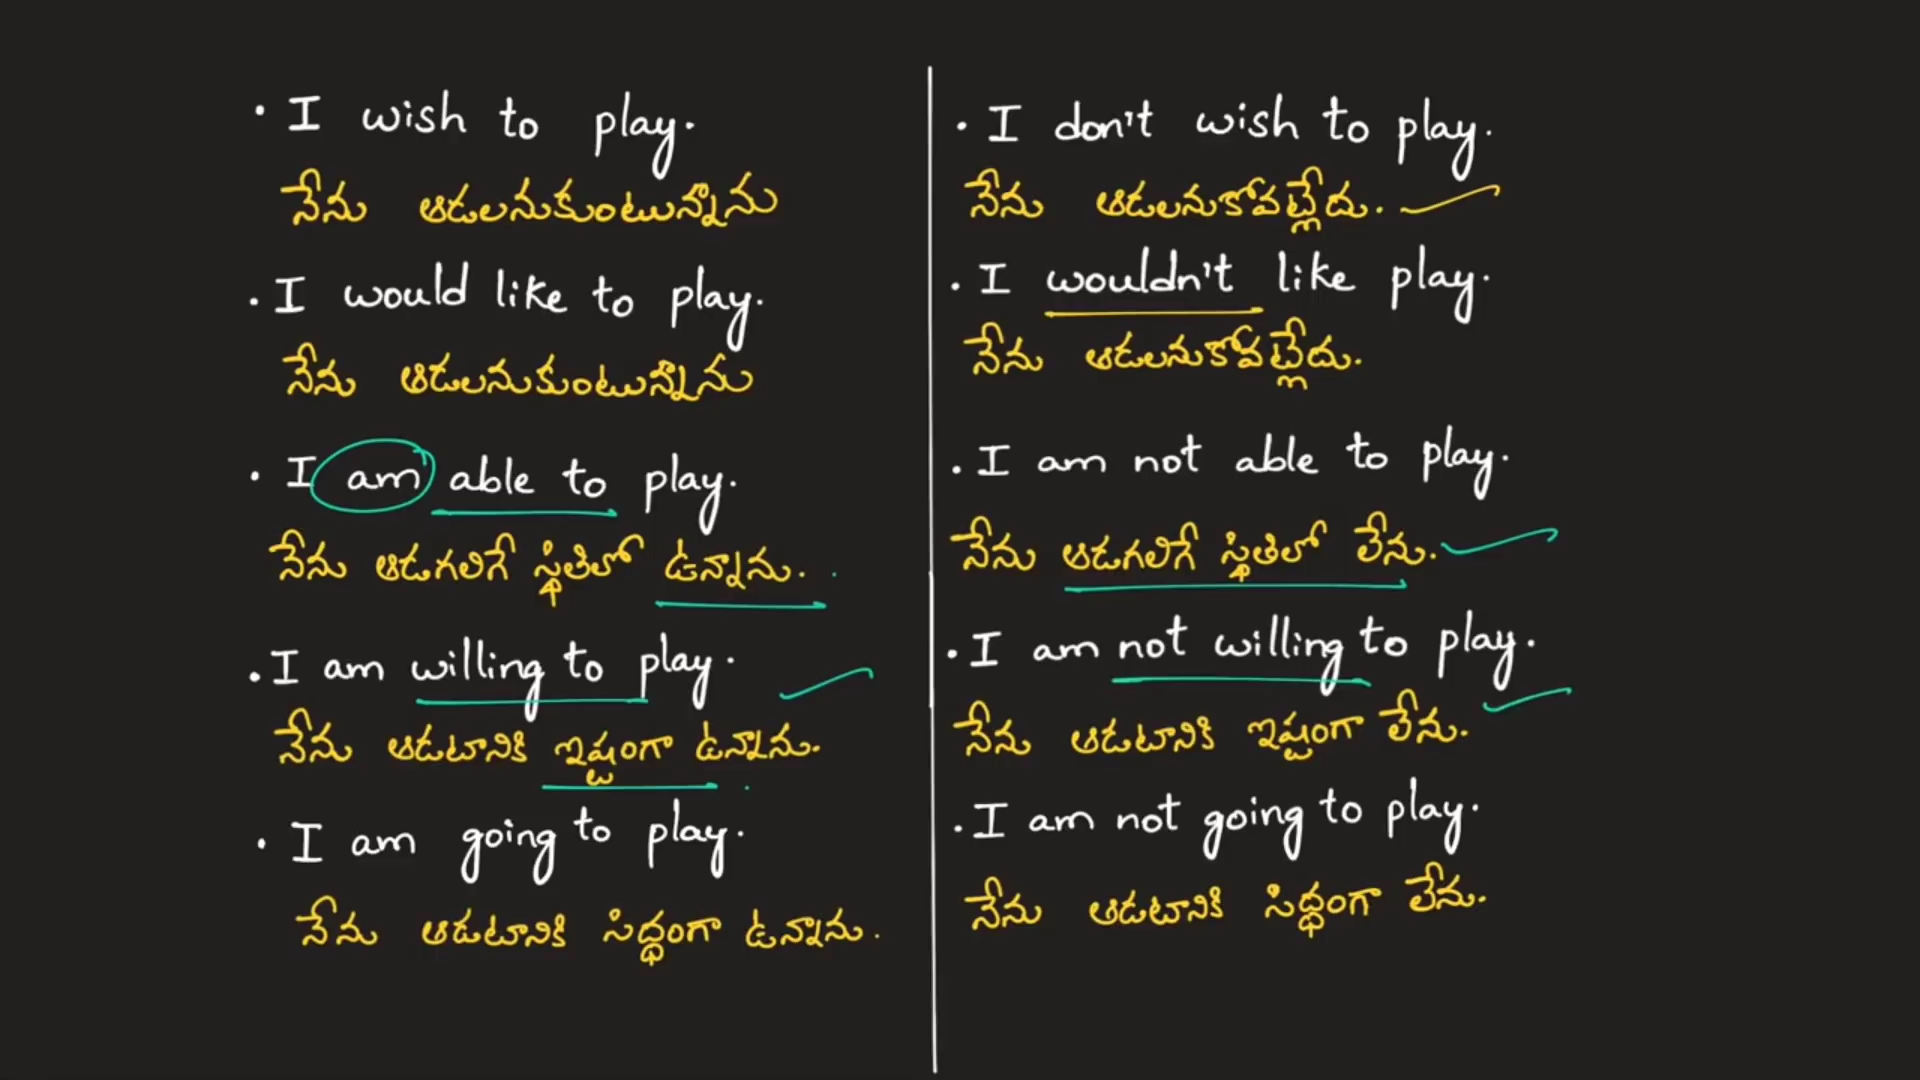 • I wish to play.
నేను ఆడలనుకుంటున్నాను
• I would like to play.
నేను ఆడలనుకుంటున్నాను
• I am able to play.
నేను ఆడగలిగే స్థితిలో ఉన్నాను.
• I am willing to play.
నేను ఆడటానికి ఇష్టంగా ఉన్నాను.
• I am going to play.
నేను ఆడటానికి సిద్ధంగా ఉన్నాను.
• I don't wish to play.
నేను ఆడలనుకోవట్లేదు.
• I wouldn't like play.
నేను ఆడలనుకోవట్లేదు.
• I am not able to play.
నేను ఆడగలిగే స్థితిలో లేను.
• I am not willing to play.
నేను ఆడటానికి ఇష్టంగా లేను.
• I am not going to play.
నేను ఆడటానికి సిద్ధంగా లేను.